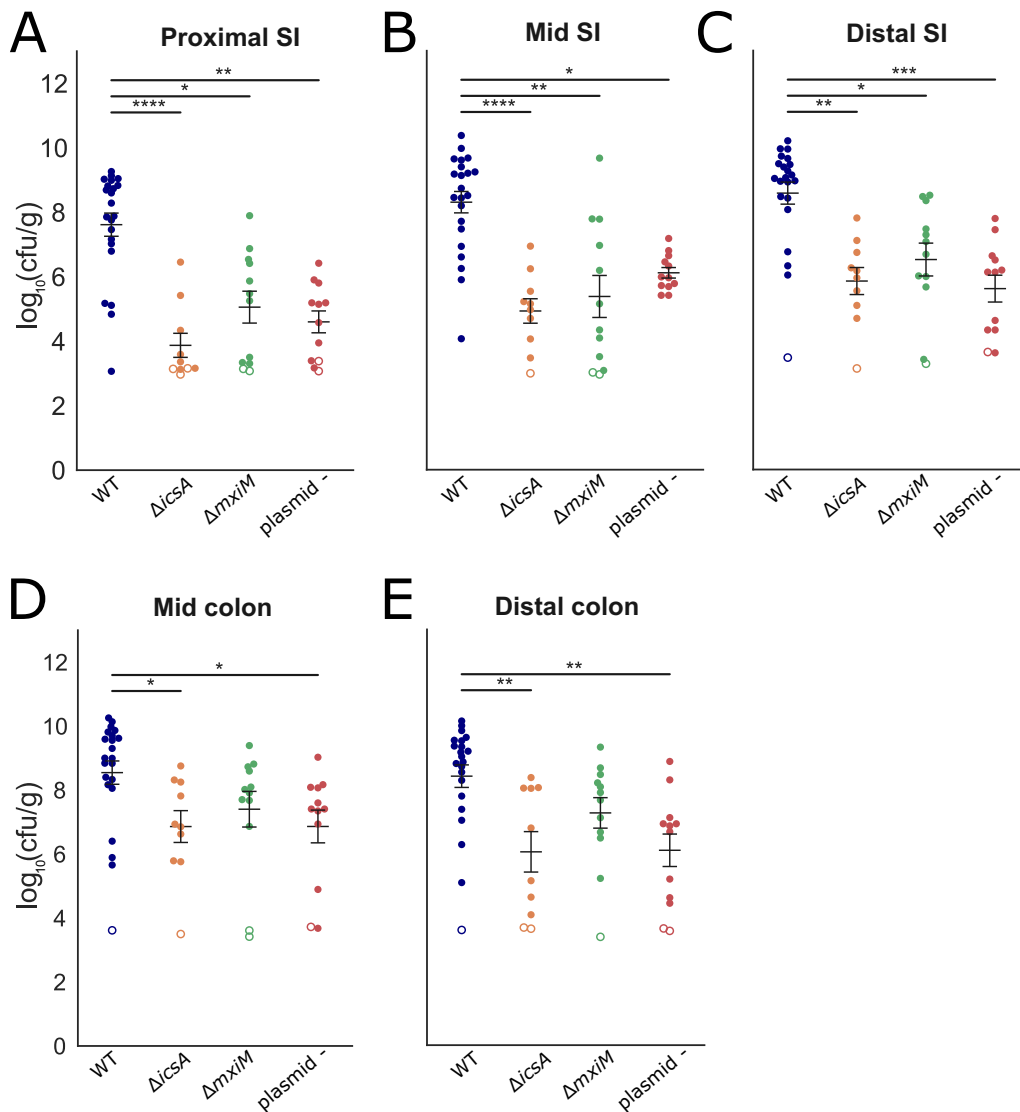 A Proximal SI
B Mid SI
C Distal SI
log10(cfu/g)
12
10
8
6
4
2
0
**
*
****
*
**
****
***
*
**
WT
ΔicsA
ΔmxiM
plasmid -
WT
ΔicsA
ΔmxiM
plasmid -
WT
ΔicsA
ΔmxiM
plasmid -
D Mid colon
E Distal colon
log10(cfu/g)
12
10
8
6
4
2
0
*
*
**
**
WT
ΔicsA
ΔmxiM
plasmid -
WT
ΔicsA
ΔmxiM
plasmid -